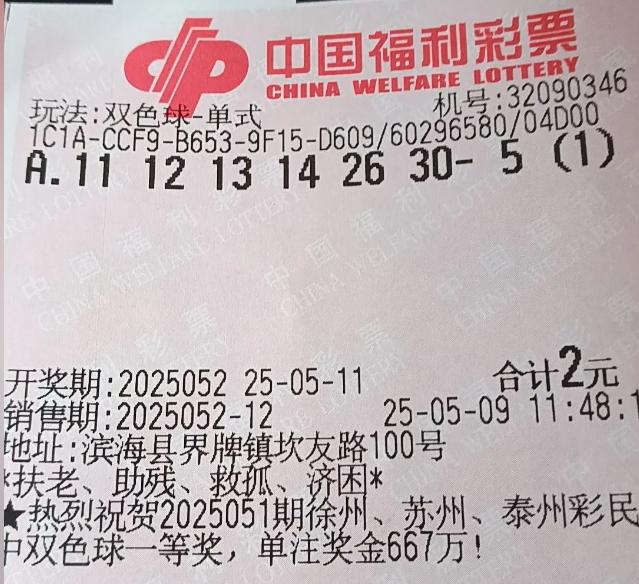 中国福利彩票
CHINA WELFARE LOTTERY
玩法:双色球-单式 机号:32090346
1C1A-CCF9-B653-9F15-D609/60296580/04D00
A.11 12 13 14 26 30- 5 (1)
开奖期:2025052 25-05-11 合计2元
销售期:2025052-12 25-05-09 11:48:1
地址:滨海县界牌镇坎友路100号
*扶老、助残、救孤、济困*
★热烈祝贺2025051期徐州、苏州、泰州彩民
中双色球一等奖，单注奖金667万!